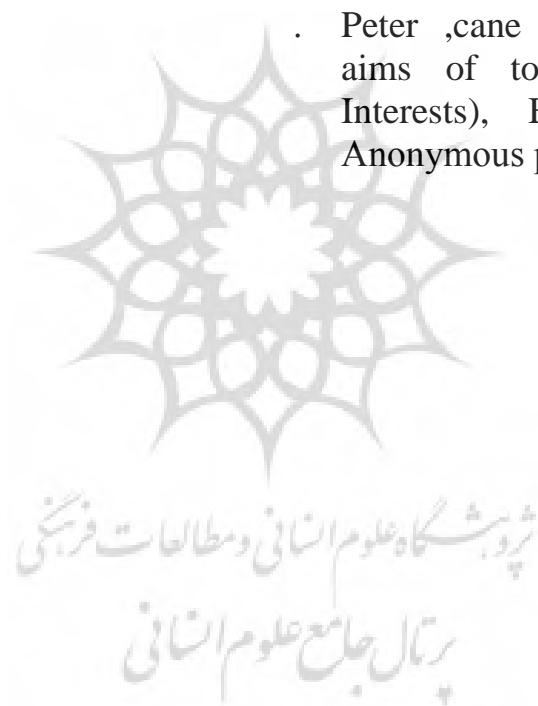 . Peter ,cane
aims of to
Interests),
Anonymous
پژوهشگاه علوم انسانی و مطالعات فرهنگی
پرتال جامع علوم انسانی